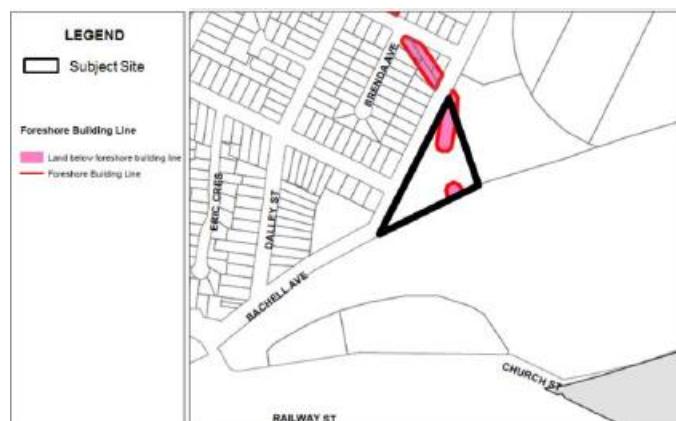 LEGEND
Subject Site
Foreshore Building Line
Land below foreshore building line
Foreshore Building Line
BRENDA AVE
ERIC CRES
DALLEY ST
BACHELL AVE
CHURCH ST
RAILWAY ST